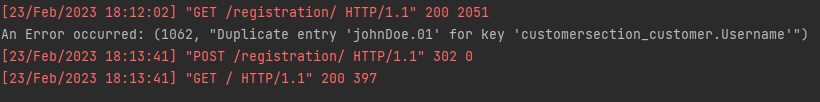 [23/Feb/2023 18:12:02] "GET /registration/ HTTP/1.1" 200 2051
An Error occurred: (1062, "Duplicate entry 'johnDoe.01' for key 'customersection_customer.Username'")
[23/Feb/2023 18:13:41] "POST /registration/ HTTP/1.1" 302 0
[23/Feb/2023 18:13:41] "GET / HTTP/1.1" 200 397